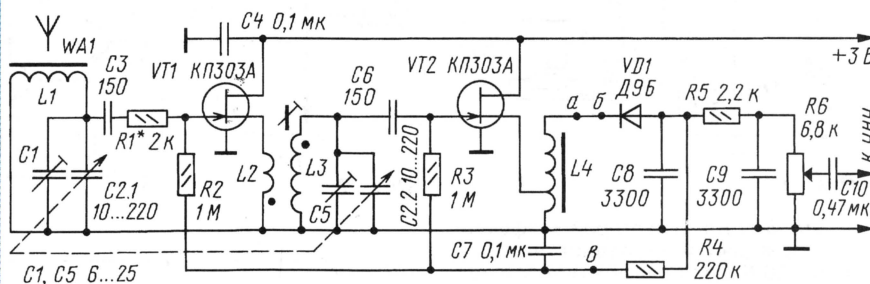 C4 0,1 мк
WA1
C3
150
VT1 КП303А
C6
150
VT2 КП303А
VD1
Д9Б
+3 В
L1
R1* 2 к
а
б
R5 2,2 к
R6
6,8 к
к УНЧ
C1
C2.1
10...220
R2
1 М
L2
L3
C5
C2.2 10...220
R3
1 М
L4
C8
3300
C9
3300
C10
0,47 мк
C7 0,1 мк
в
R4
220 к
C1, C5 6...25